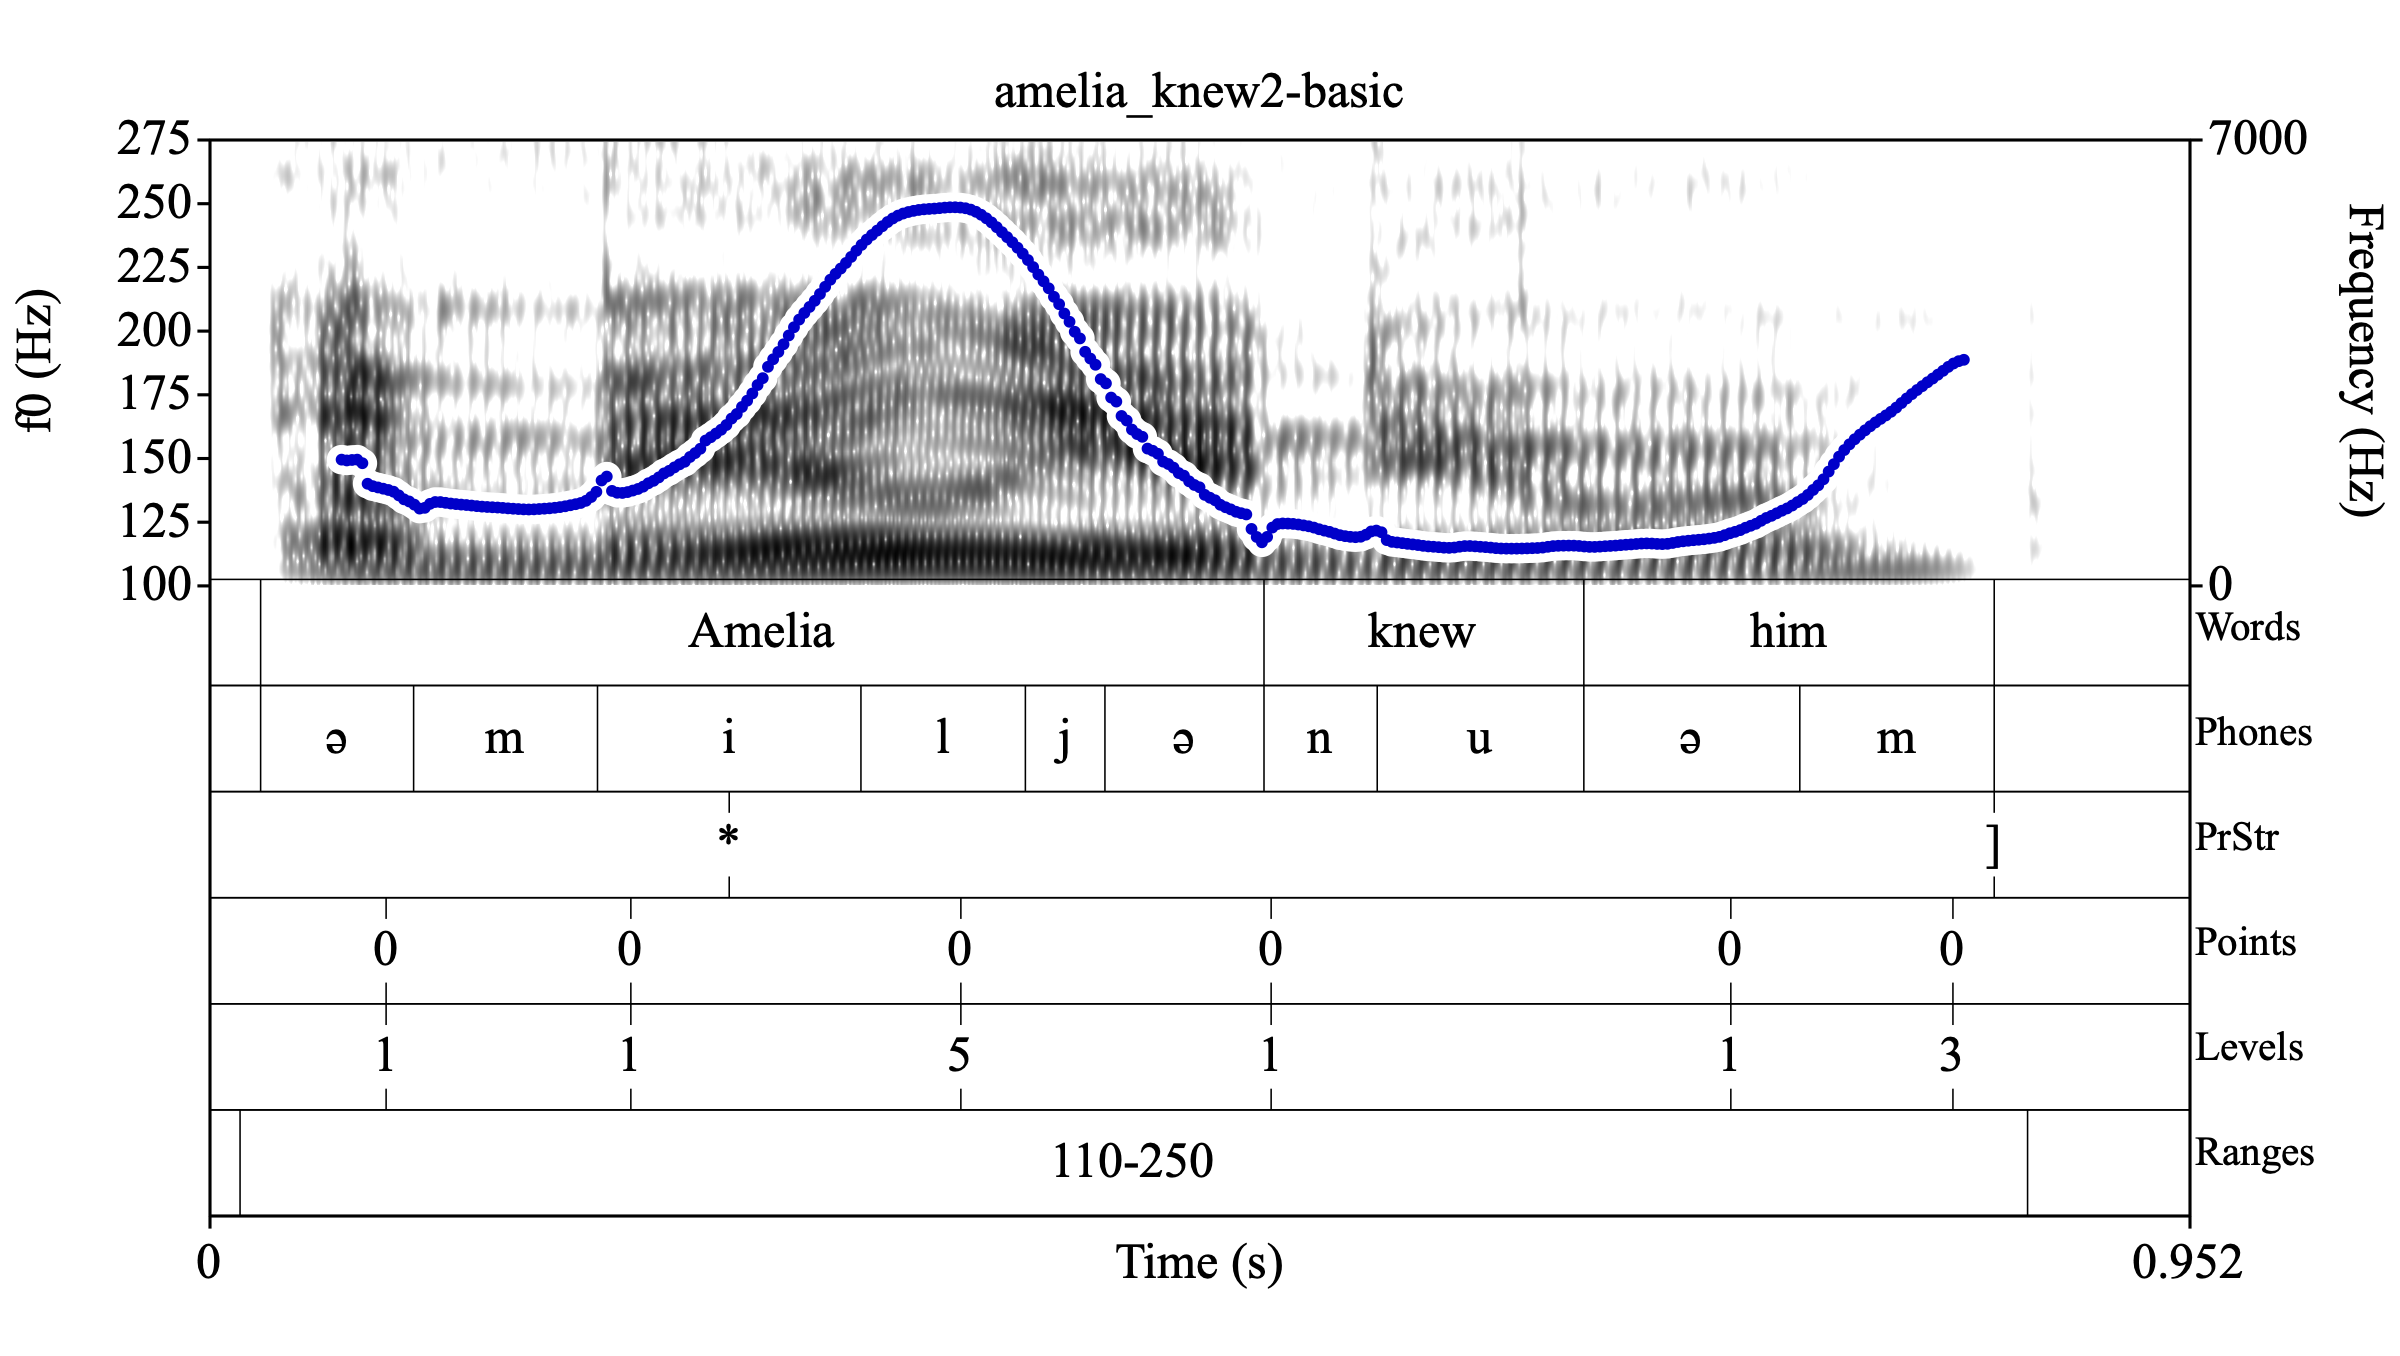 amelia_knew2-basic
275
250
225
200
175
150
125
100
f0 (Hz)
7000
0
Frequency (Hz)
Amelia knew him Words
ə m i l j ə n u ə m Phones
* ] PrStr
0 0 0 0 0 0 Points
1 1 5 1 1 3 Levels
110-250 Ranges
0 Time (s) 0.952